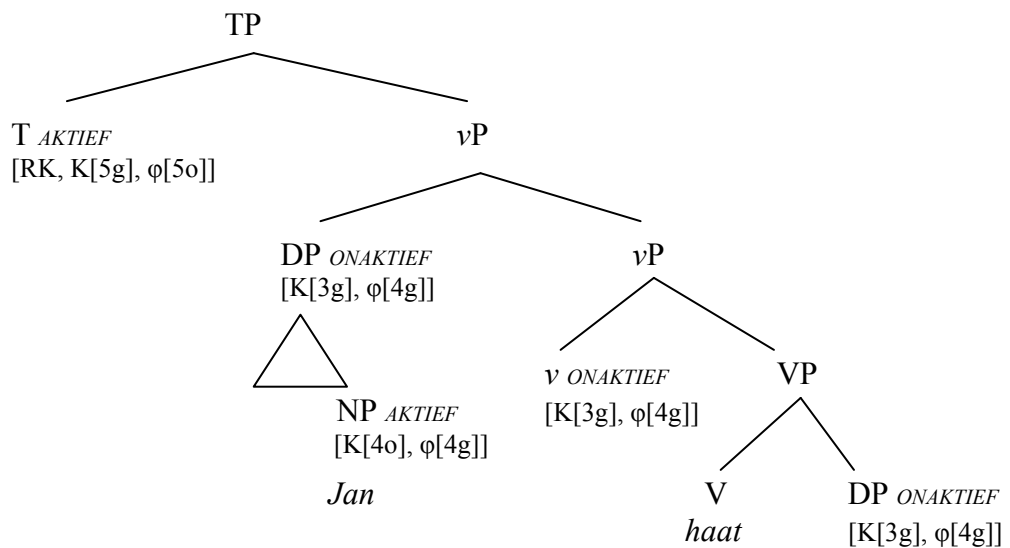 TP
T AKTIEF
[RK, K[5g], φ[5o]]
vP
DP ONAKTIEF
[K[3g], φ[4g]]
vP
NP AKTIEF
[K[4o], φ[4g]]
Jan
v ONAKTIEF
[K[3g], φ[4g]]
VP
V
haat
DP ONAKTIEF
[K[3g], φ[4g]]